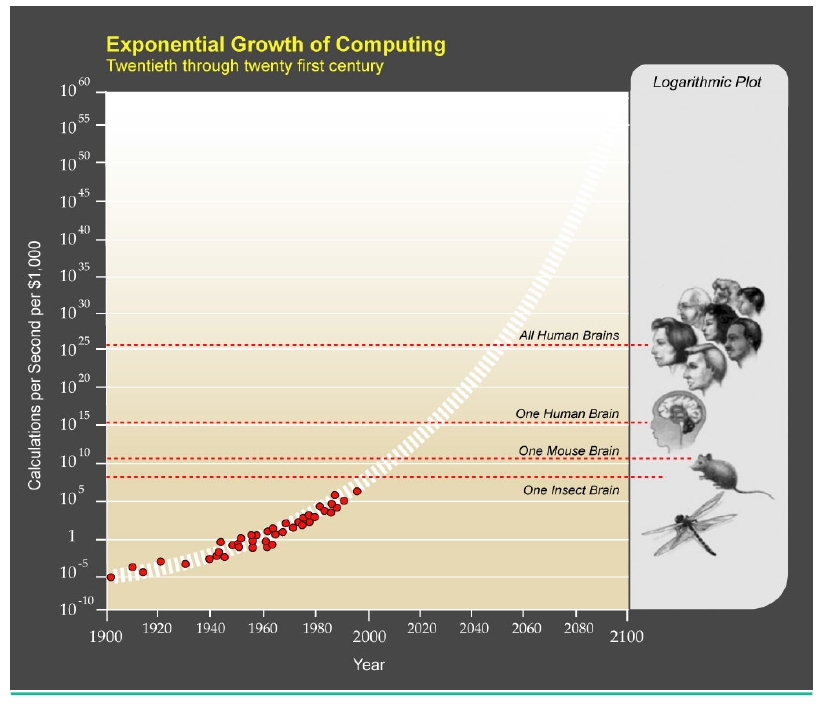 Exponential Growth of Computing
Twentieth through twenty first century
Logarithmic Plot
Calculations per Second per $1,000
10^60
10^55
10^50
10^45
10^40
10^35
10^30
10^25
10^20
10^15
10^10
10^5
1
10^-5
10^-10
All Human Brains
One Human Brain
One Mouse Brain
One Insect Brain
1900 1920 1940 1960 1980 2000 2020 2040 2060 2080 2100
Year